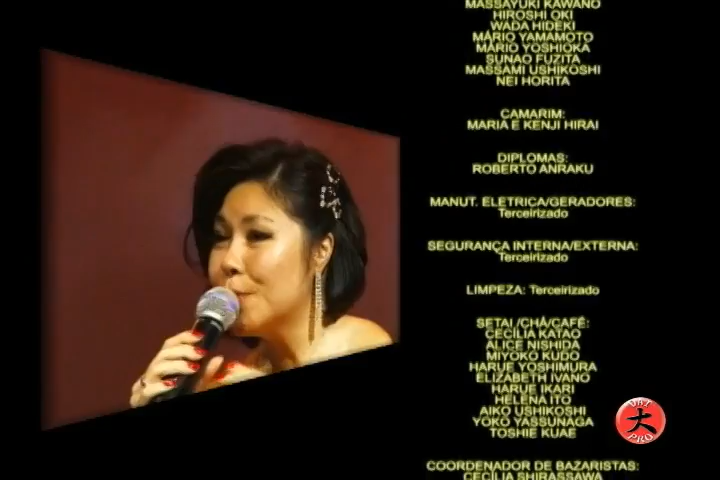 MASSAYUKI KAWANO
HIROSHI OKI
WADA HIDEKI
MÁRIO YAMAMOTO
MÁRIO YOSHIOKA
SUNAO FUZITA
MASSAMI USHIKOSHI
NEI HORITA
CAMARIM:
MARIA E KENJI HIRAI
DIPLOMAS:
ROBERTO ANRAKU
MANUT. ELETRICA/GERADORES:
Terceirizado
SEGURANÇA INTERNA/EXTERNA:
Terceirizado
LIMPEZA: Terceirizado
SETAI /CHÁ/CAFÉ:
CECÍLIA KATAO
ALICE NISHIDA
MIYOKO KUDO
HARUE YOSHIMURA
ELIZABETH IVANO
HARUE IKARI
HELENA ITO
AIKO USHIKOSHI
YOKO YASSUNAGA
TOSHIE KUAE
COORDENADOR DE BAZARISTAS:
CECÍLIA SHIRASSAWA
大
PRO